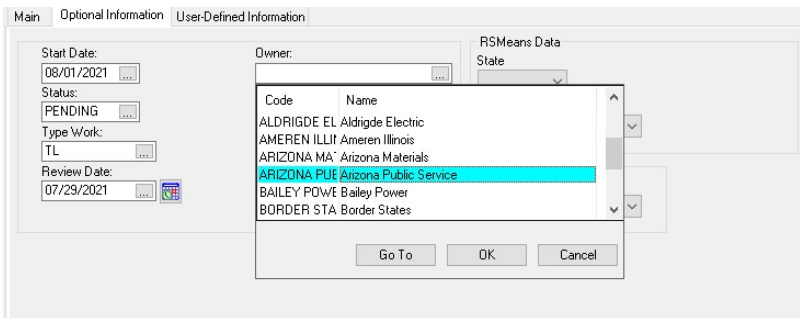 Main Optional Information User-Defined Information
Start Date:
08/01/2021 ...
Status:
PENDING ...
Type Work:
TL ...
Review Date:
07/29/2021 ...
Owner:
...
Code Name
ALDRIGDE EL Aldrigde Electric
AMEREN ILLI Ameren Illinois
ARIZONA MA Arizona Materials
ARIZONA PUE Arizona Public Service
BAILEY POWE Bailey Power
BORDER STA Border States
Go To OK Cancel
RSMeans Data
State